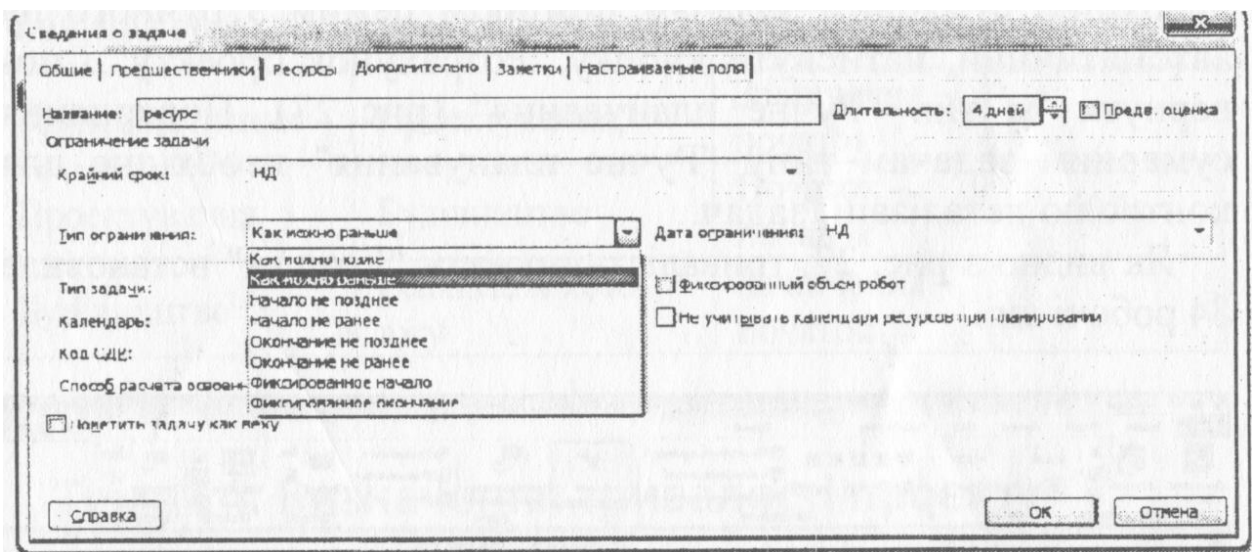 Сведения о задаче
Общие Предшественники Ресурсы Дополнительно Заметки Настраиваемые поля
Название: ресурс Длительность: 4 дней Предв. оценка
Ограничение задачи
Крайний срок: НД
Тип ограничения: Как можно раньше Дата ограничения: НД
Как можно позже
Как можно раньше
Тип задачи: Фиксированный объем работ
Начало не позднее
Календарь: Начало не ранее Не учитывать календари ресурсов при планировании
Окончание не позднее
Код СДР: Окончание не ранее
Способ расчета освоен Фиксированное начало
Фиксированное окончание
Пометить задачу как веху
Справка ОК Отмена